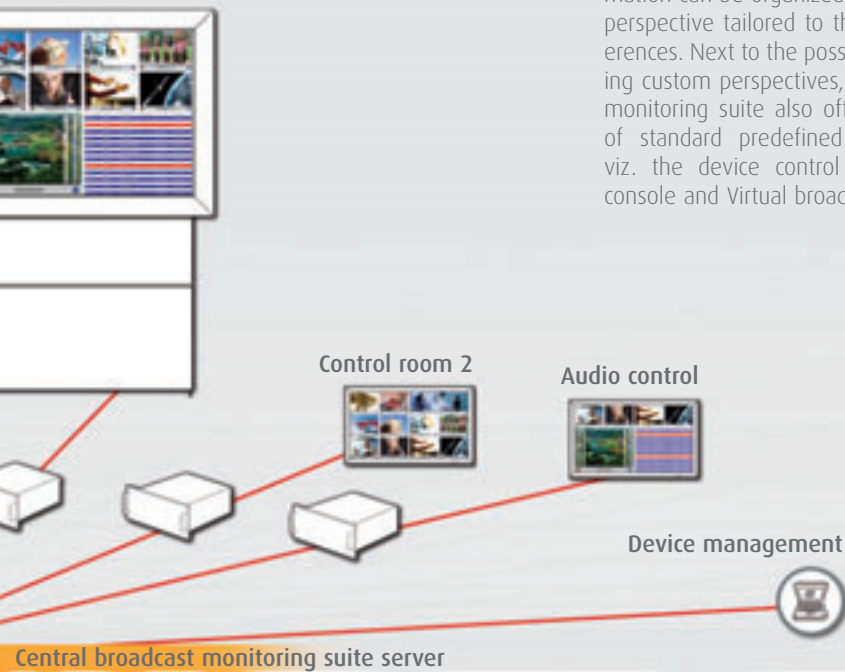 mation can be organized
perspective tailored to th
erences. Next to the poss
ing custom perspectives,
monitoring suite also off
of standard predefined
viz. the device control
console and Virtual broad
Control room 2
Audio control
Device management
Central broadcast monitoring suite server